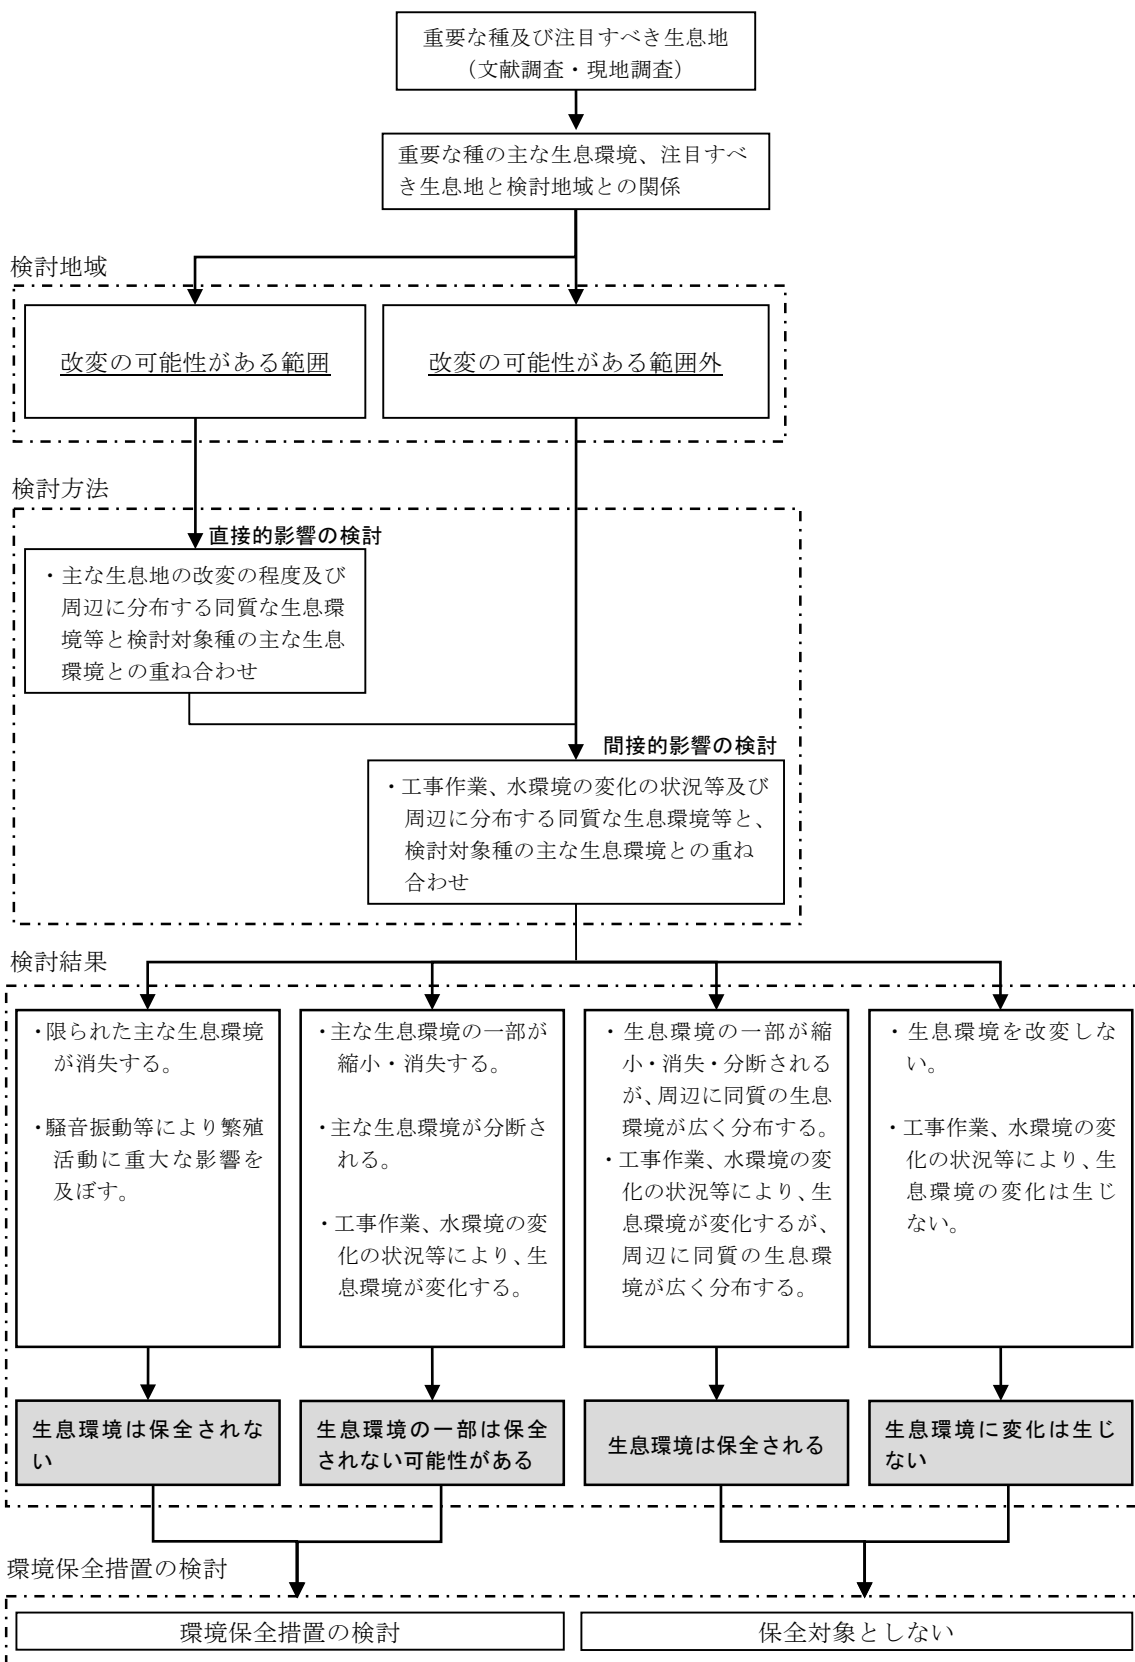 重要な種及び注目すべき生息地
（文献調査・現地調査）
重要な種の主な生息環境、注目すべ
き生息地と検討地域との関係
検討地域
改変の可能性がある範囲
改変の可能性がある範囲外
検討方法
直接的影響の検討
・主な生息地の改変の程度及び
周辺に分布する同質な生息環
境等と検討対象種の主な生息
環境との重ね合わせ
間接的影響の検討
・工事作業、水環境の変化の状況等及び
周辺に分布する同質な生息環境等と、
検討対象種の主な生息環境との重ね
合わせ
検討結果
・限られた主な生息環境
が消失する。
・騒音振動等により繁殖
活動に重大な影響を
及ぼす。
・主な生息環境の一部が
縮小・消失する。
・主な生息環境が分断さ
れる。
・工事作業、水環境の変
化の状況等により、生
息環境が変化する。
・生息環境の一部が縮
小・消失・分断される
が、周辺に同質の生息
環境が広く分布する。
・工事作業、水環境の変
化の状況等により、生
息環境が変化するが、
周辺に同質の生息環
境が広く分布する。
・生息環境を改変しな
い。
・工事作業、水環境の変
化の状況等により、生
息環境の変化は生じ
ない。
生息環境は保全されな
い
生息環境の一部は保全
されない可能性がある
生息環境は保全される
生息環境に変化は生じ
ない
環境保全措置の検討
環境保全措置の検討
保全対象としない